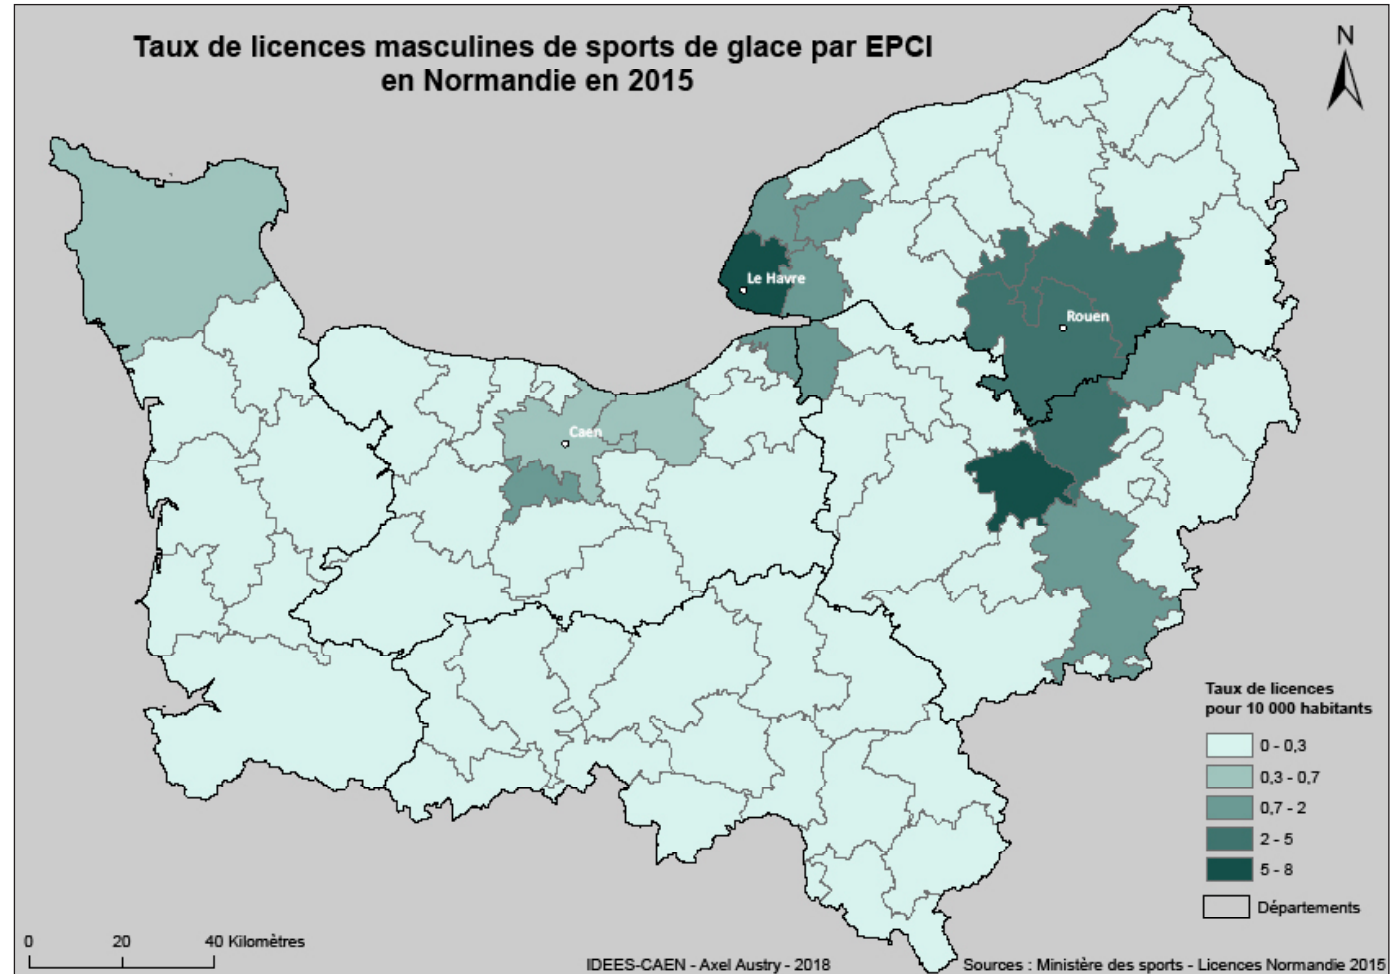 Taux de licences masculines de sports de glace par EPCI
en Normandie en 2015
N
Le Havre
Rouen
Caen
Taux de licences
pour 10 000 habitants
0 - 0,3
0,3 - 0,7
0,7 - 2
2 - 5
5 - 8
Départements
0 20 40 Kilomètres
IDEES-CAEN - Axel Austry - 2018
Sources : Ministère des sports - Licences Normandie 2015